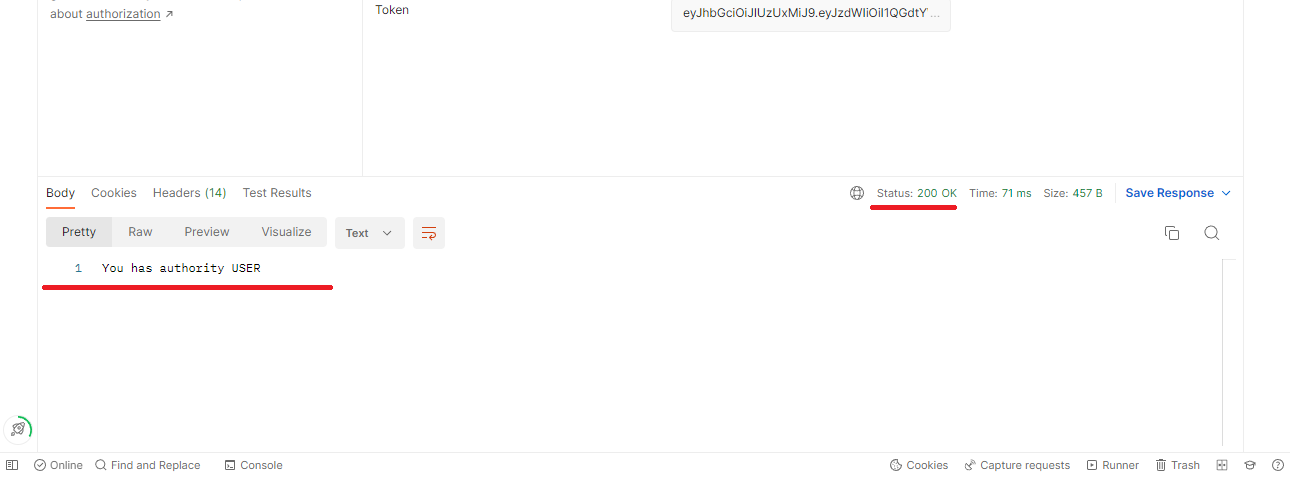 about authorization ↗
Token
eyJhbGciOiJIUzUxMiJ9.eyJzdWIiOiI1QGdtY...
Body Cookies Headers (14) Test Results
Status: 200 OK Time: 71 ms Size: 457 B Save Response
Pretty Raw Preview Visualize Text
1 You has authority USER
Online Find and Replace Console
Cookies Capture requests Runner Trash